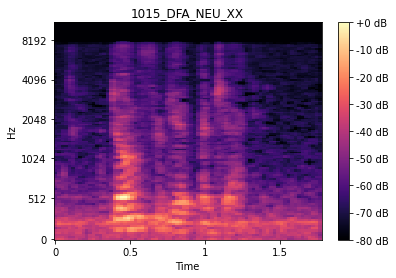 1015_DFA_NEU_XX
+0 dB
8192
-10 dB
4096
-20 dB
-30 dB
2048
-40 dB
Hz
1024
-50 dB
-60 dB
512
-70 dB
0
-80 dB
0
0.5
1
1.5
Time